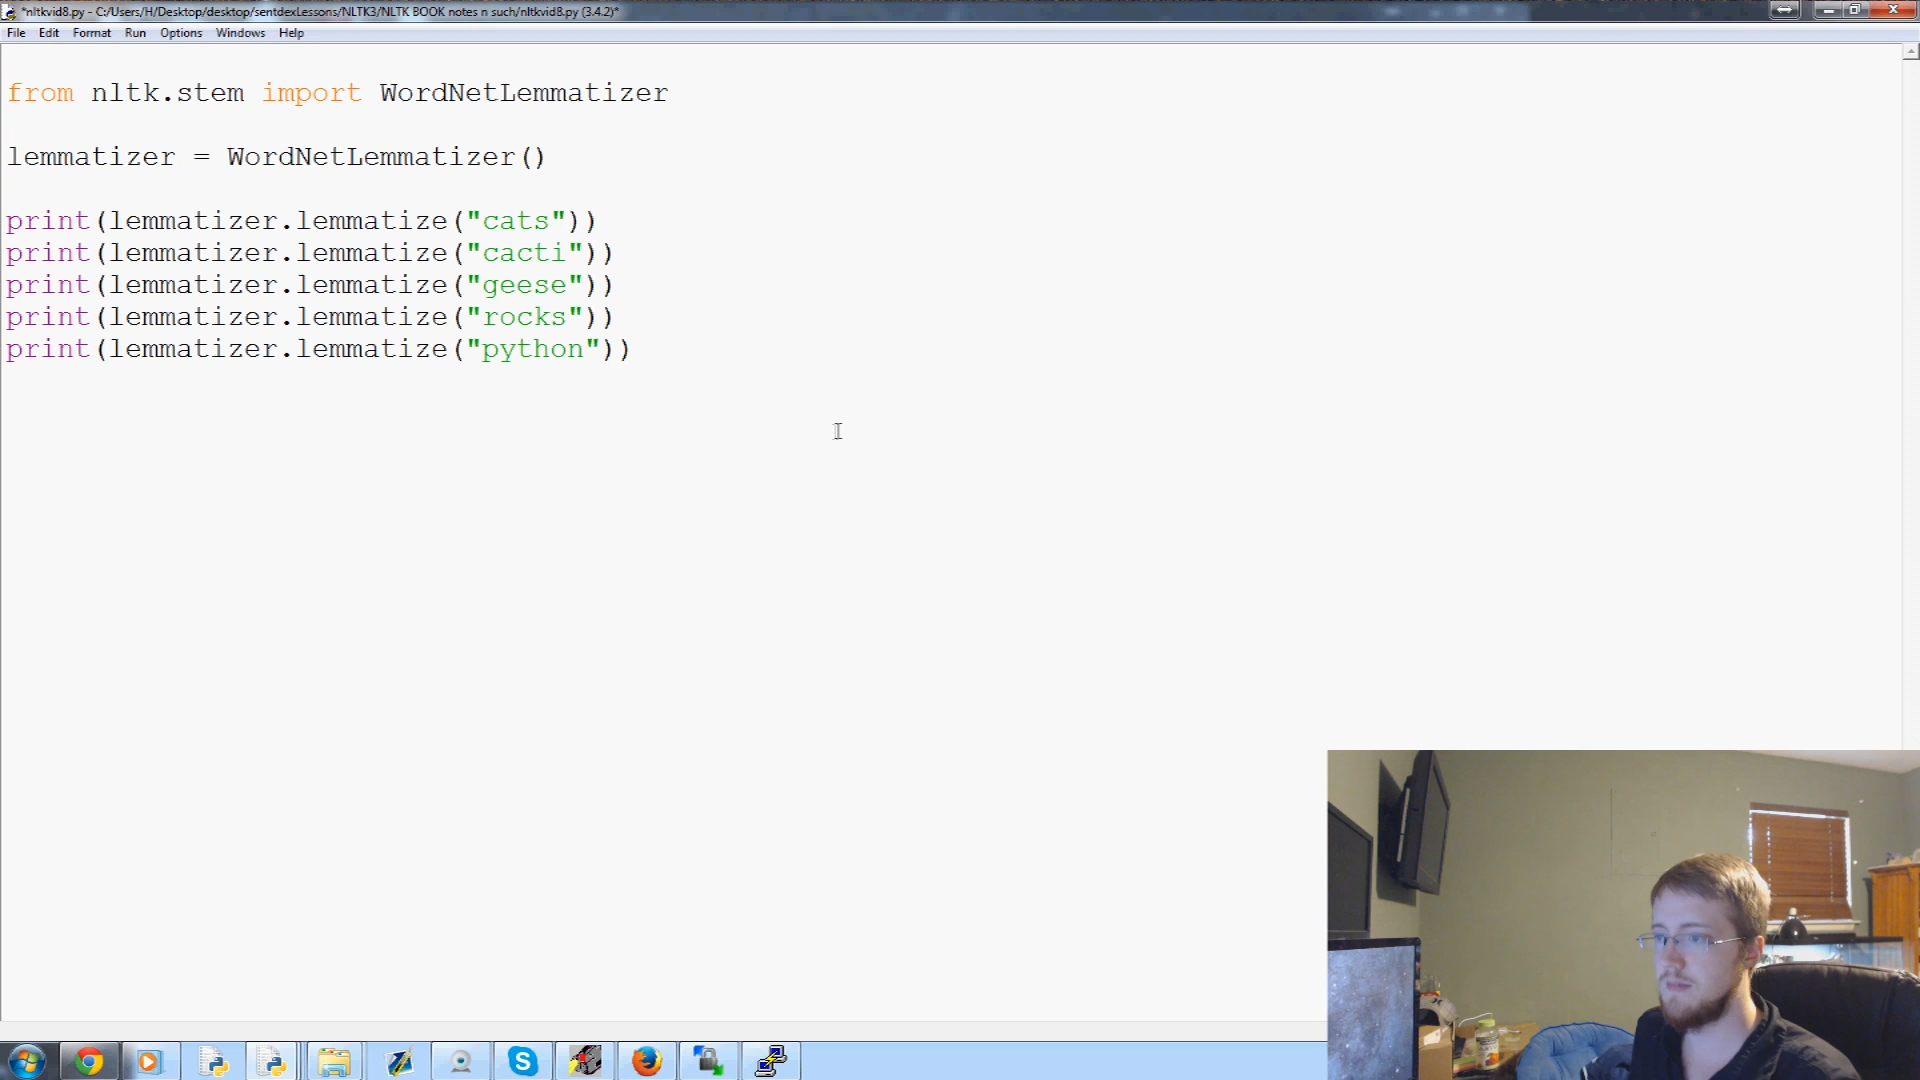 *nltkvid8.py - C:/Users/H/Desktop/desktop/sentdexLessons/NLTK3/NLTK BOOK notes n such/nltkvid8.py (3.4.2)*
File Edit Format Run Options Windows Help
from nltk.stem import WordNetLemmatizer
lemmatizer = WordNetLemmatizer()
print(lemmatizer.lemmatize("cats"))
print(lemmatizer.lemmatize("cacti"))
print(lemmatizer.lemmatize("geese"))
print(lemmatizer.lemmatize("rocks"))
print(lemmatizer.lemmatize("python"))